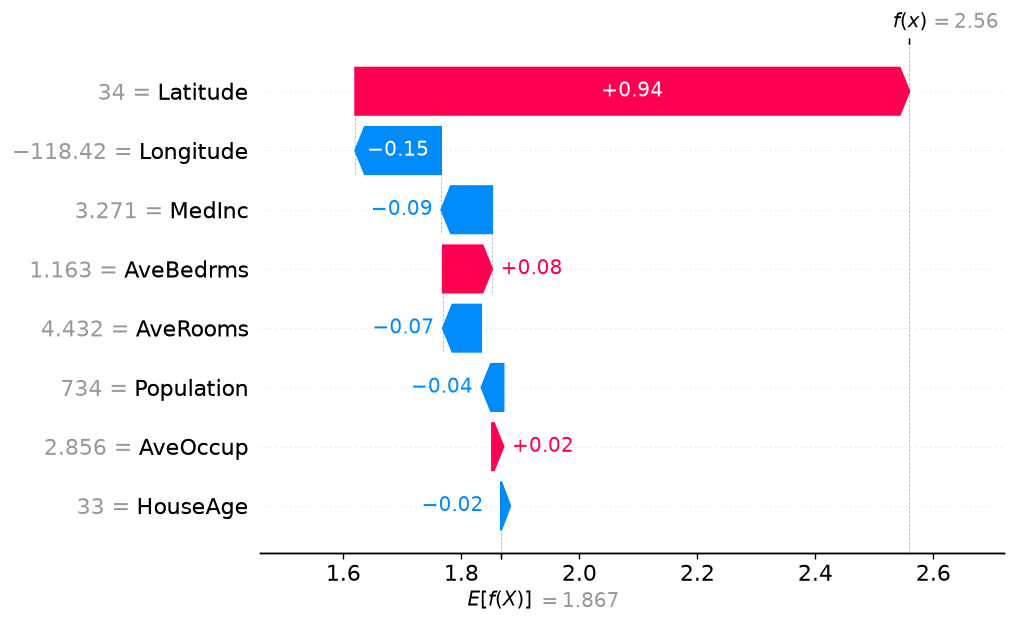 f(x) = 2.56
34 = Latitude
+0.94
−118.42 = Longitude
−0.15
3.271 = MedInc
−0.09
1.163 = AveBedrms
+0.08
4.432 = AveRooms
−0.07
734 = Population
−0.04
2.856 = AveOccup
+0.02
33 = HouseAge
−0.02
1.6 1.8 2.0 2.2 2.4 2.6
E[f(X)] = 1.867